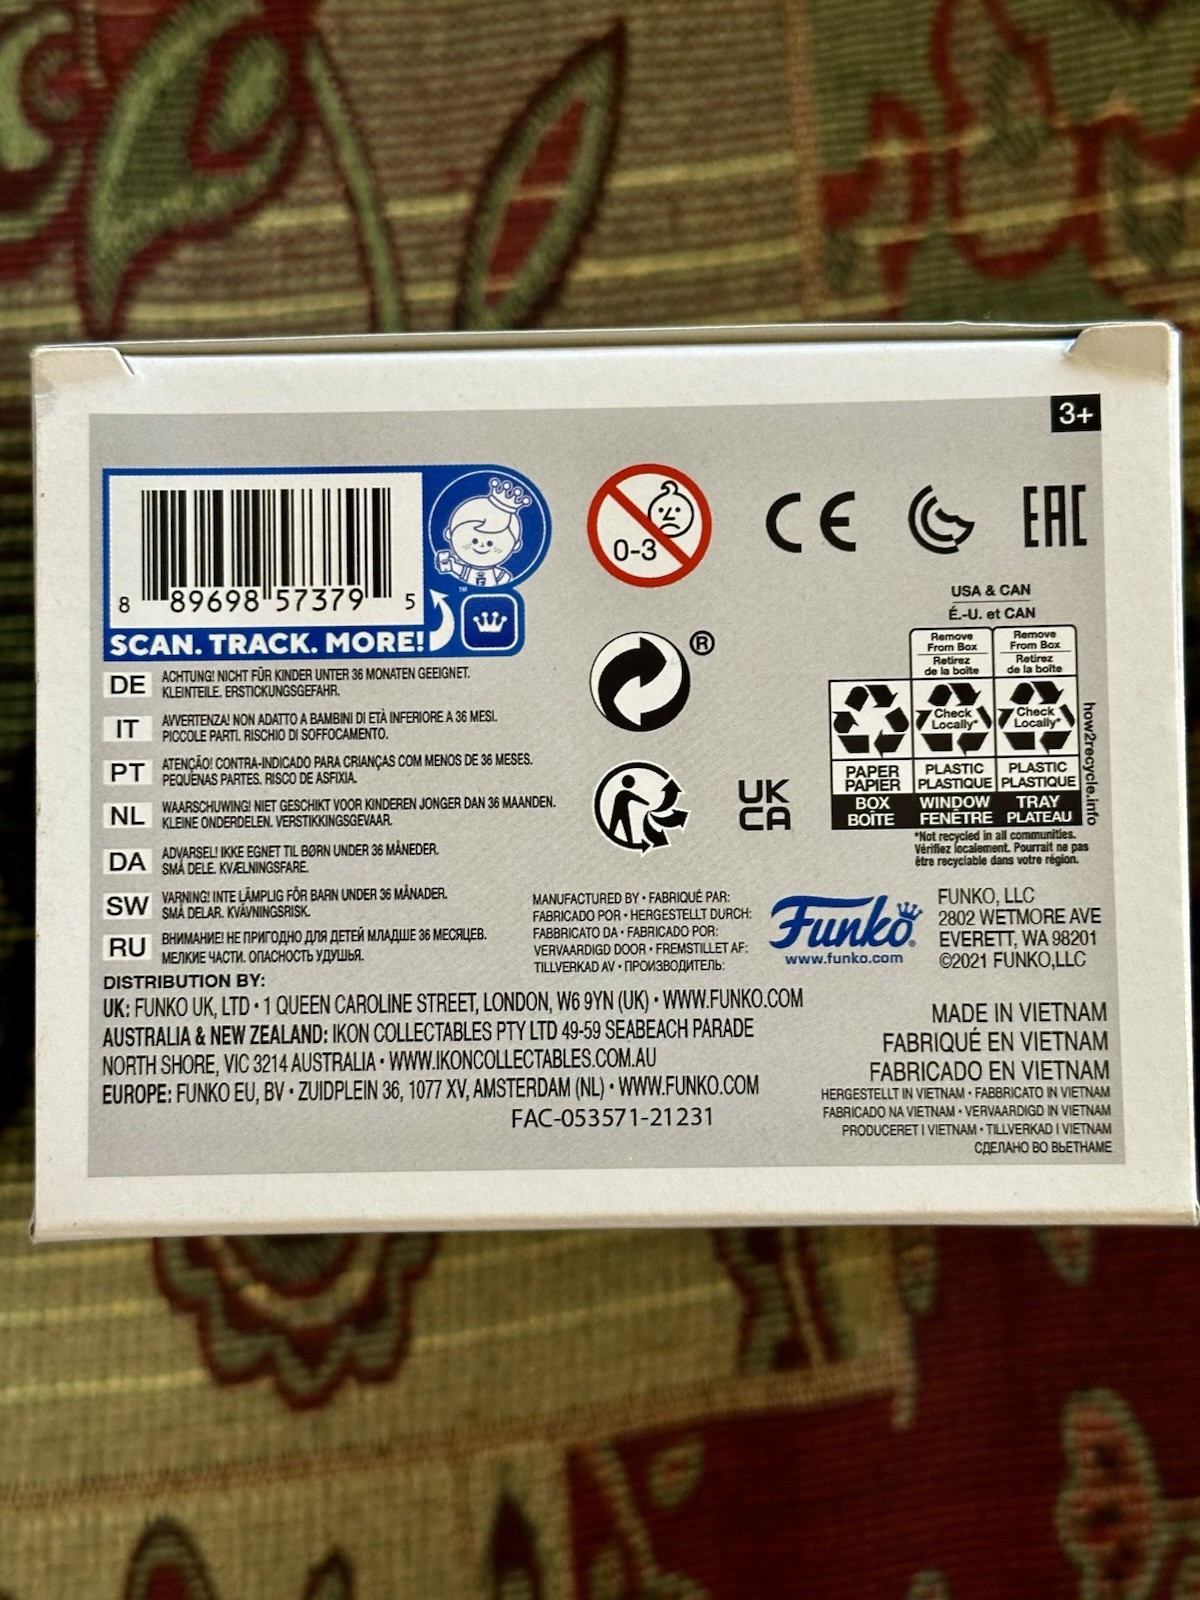 3+
8 89698 57379 5
SCAN. TRACK. MORE!
™
0-3
CE
EAC
DE ACHTUNG! NICHT FÜR KINDER UNTER 36 MONATEN GEEIGNET.
KLEINTEILE. ERSTICKUNGSGEFAHR.
IT AVVERTENZA! NON ADATTO A BAMBINI DI ETÀ INFERIORE A 36 MESI.
PICCOLE PARTI. RISCHIO DI SOFFOCAMENTO.
PT ATENÇÃO! CONTRA-INDICADO PARA CRIANÇAS COM MENOS DE 36 MESES.
PEQUENAS PARTES. RISCO DE ASFIXIA.
NL WAARSCHUWING! NIET GESCHIKT VOOR KINDEREN JONGER DAN 36 MAANDEN.
KLEINE ONDERDELEN. VERSTIKKINGSGEVAAR.
DA ADVARSEL! IKKE EGNET TIL BØRN UNDER 36 MÅNEDER.
SMÅ DELE. KVÆLNINGSFARE.
SW VARNING! INTE LÄMPLIG FÖR BARN UNDER 36 MÅNADER.
SMÅ DELAR. KVÄVNINGSRISK.
RU ВНИМАНИЕ! НЕ ПРИГОДНО ДЛЯ ДЕТЕЙ МЛАДШЕ 36 МЕСЯЦЕВ.
МЕЛКИЕ ЧАСТИ. ОПАСНОСТЬ УДУШЬЯ.
®
UK
CA
USA & CAN
É.-U. et CAN
Remove From Box
Retirez de la boîte
Remove From Box
Retirez de la boîte
Check Locally*
Check Locally*
PAPER
PAPIER
BOX
BOÎTE
PLASTIC
PLASTIQUE
WINDOW
FENÊTRE
PLASTIC
PLASTIQUE
TRAY
PLATEAU
how2recycle.info
*Not recycled in all communities.
Vérifiez localement. Pourrait ne pas
être recyclable dans votre région.
MANUFACTURED BY • FABRIQUÉ PAR:
FABRICADO POR • HERGESTELLT DURCH:
FABBRICATO DA • FABRICADO POR:
VERVAARDIGD DOOR • FREMSTILLET AF:
TILLVERKAD AV • ПРОИЗВОДИТЕЛЬ:
Funko®
www.funko.com
FUNKO, LLC
2802 WETMORE AVE
EVERETT, WA 98201
©2021 FUNKO,LLC
DISTRIBUTION BY:
UK: FUNKO UK, LTD • 1 QUEEN CAROLINE STREET, LONDON, W6 9YN (UK) • WWW.FUNKO.COM
AUSTRALIA & NEW ZEALAND: IKON COLLECTABLES PTY LTD 49-59 SEABEACH PARADE
NORTH SHORE, VIC 3214 AUSTRALIA • WWW.IKONCOLLECTABLES.COM.AU
EUROPE: FUNKO EU, BV • ZUIDPLEIN 36, 1077 XV, AMSTERDAM (NL) • WWW.FUNKO.COM
FAC-053571-21231
MADE IN VIETNAM
FABRIQUÉ EN VIETNAM
FABRICADO EN VIETNAM
HERGESTELLT IN VIETNAM • FABBRICATO IN VIETNAM
FABRICADO NA VIETNAM • VERVAARDIGD IN VIETNAM
PRODUCERET I VIETNAM • TILLVERKAD I VIETNAM
СДЕЛАНО ВО ВЬЕТНАМЕ